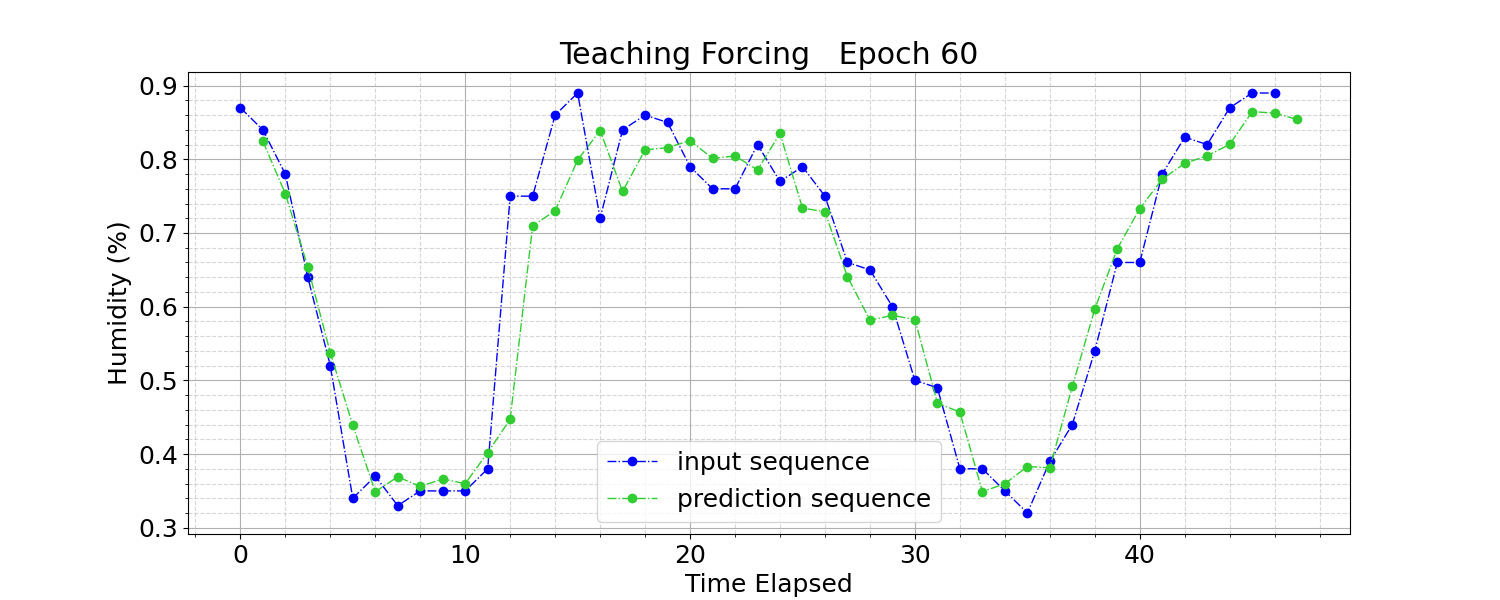 Teaching Forcing   Epoch 60
Humidity (%)
0.9
0.8
0.7
0.6
0.5
0.4
0.3
input sequence
prediction sequence
0 10 20 30 40
Time Elapsed